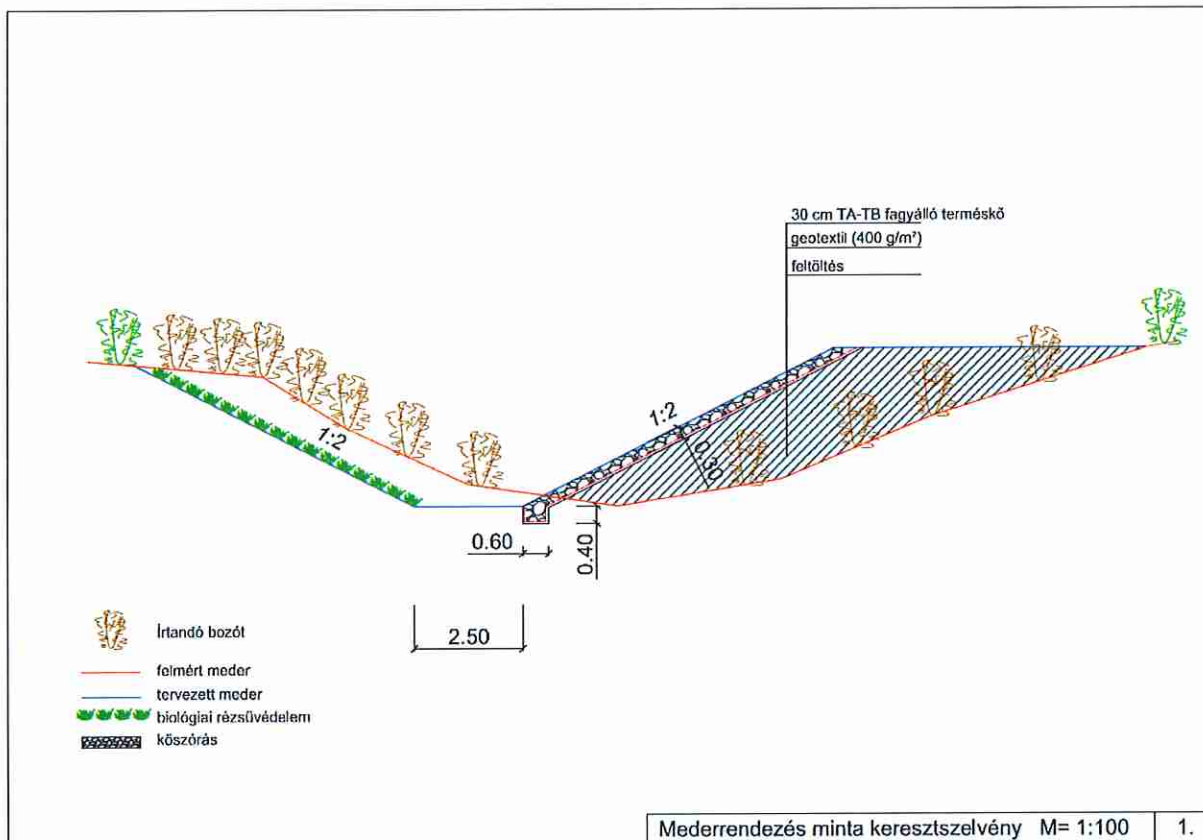 30 cm TA-TB fagyálló terméskő
geotextil (400 g/m²)
feltöltés
1:2
1:2
0.30
0.60
0.40
2.50
Írtandó bozót
felmért meder
tervezett meder
biológiai rézsűvédelem
kőszórás
Mederrendezés minta keresztszelvény M= 1:100 1.